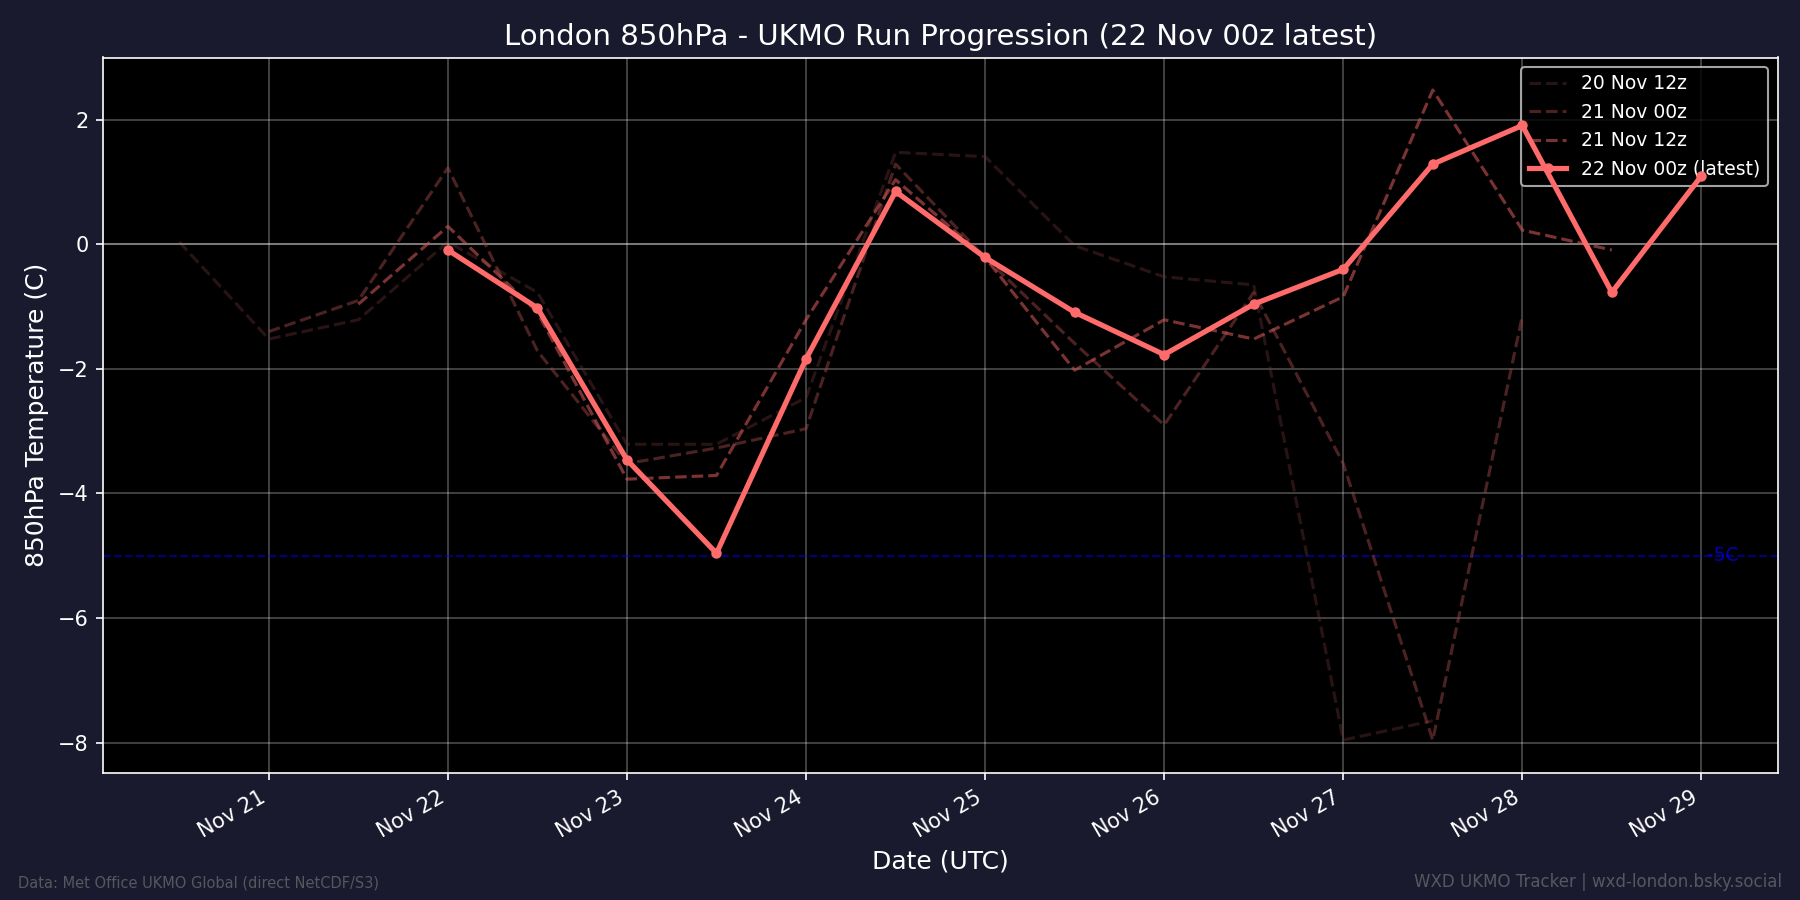 London 850hPa - UKMO Run Progression (22 Nov 00z latest)
20 Nov 12z
21 Nov 00z
21 Nov 12z
22 Nov 00z (latest)
850hPa Temperature (C)
2
0
−2
−4
−6
−8
-5C
Nov 21
Nov 22
Nov 23
Nov 24
Nov 25
Nov 26
Nov 27
Nov 28
Nov 29
Date (UTC)
Data: Met Office UKMO Global (direct NetCDF/S3)
WXD UKMO Tracker | wxd-london.bsky.social